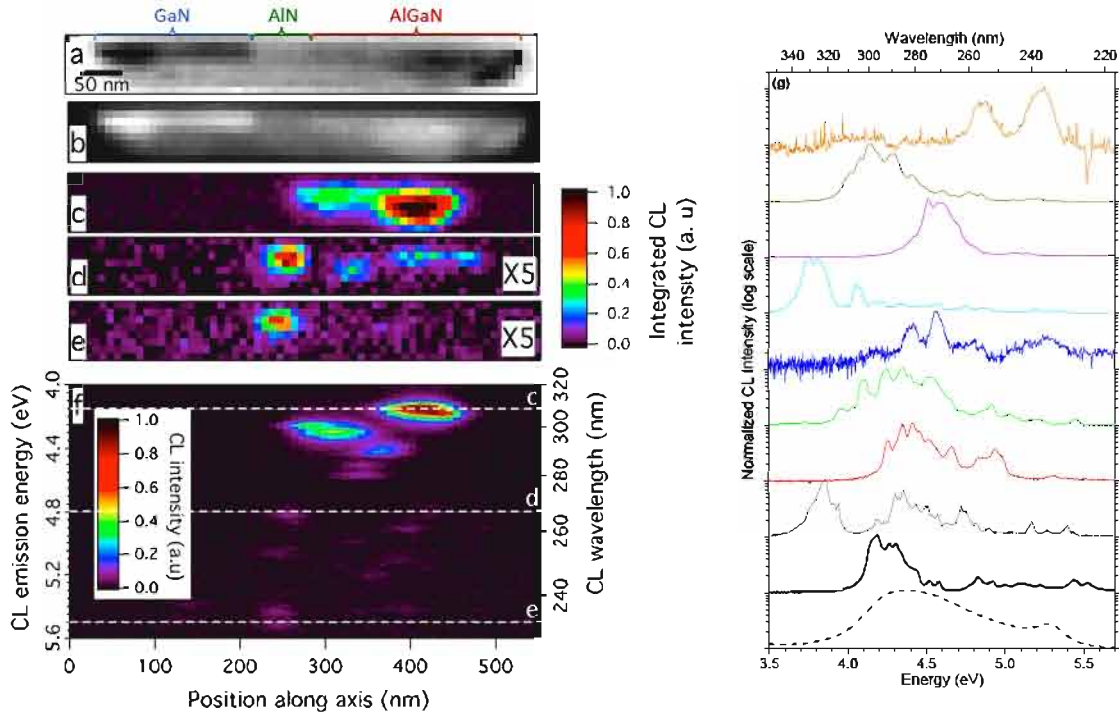 GaN AlN AlGaN
a
50 nm
b
c
d X5
e X5
1.0
0.8
0.6
0.4
0.2
0.0
Integrated CL
intensity (a. u)
f
c
d
e
1.0
0.8
0.6
0.4
0.2
0.0
CL intensity (a.u)
4.0
4.4
4.8
5.2
5.6
CL emission energy (eV)
320
300
280
260
240
CL wavelength (nm)
0 100 200 300 400 500
Position along axis (nm)
Wavelength (nm)
340 320 300 280 260 240 220
(g)
Normalized CL Intensity (log scale)
3.5 4.0 4.5 5.0 5.5
Energy (eV)